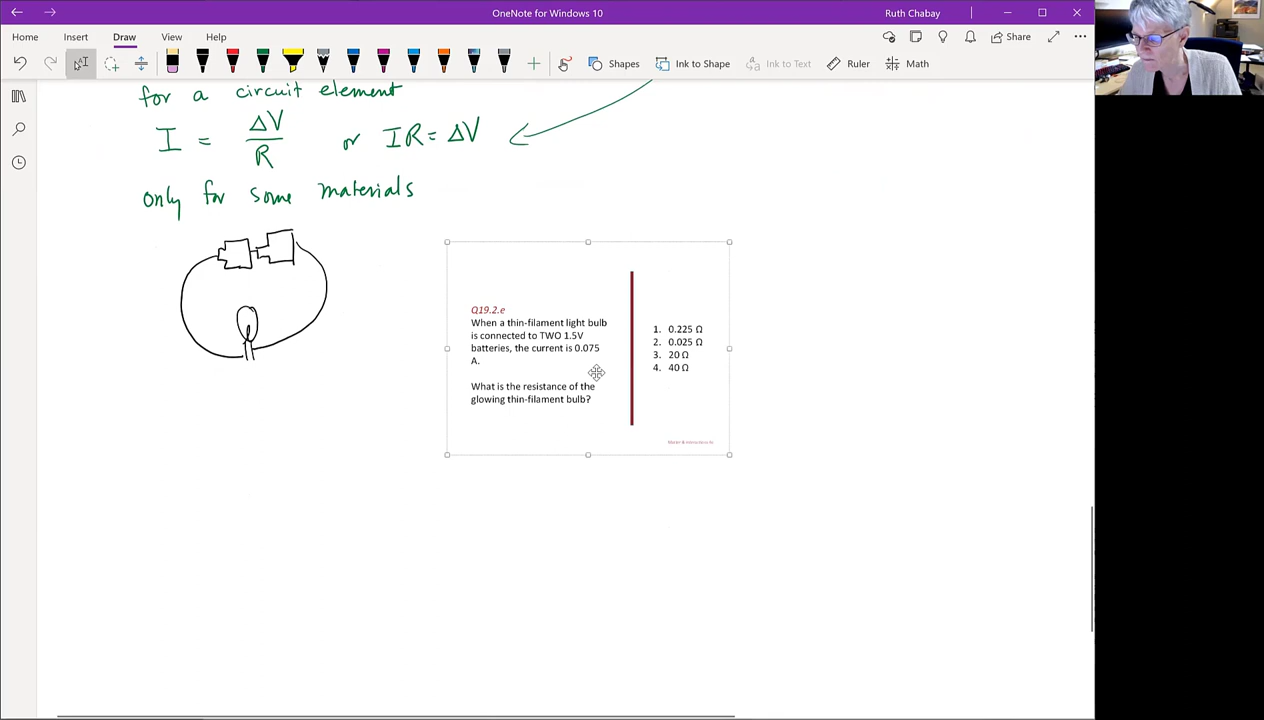 OneNote for Windows 10
Ruth Chabay
Home Insert Draw View Help
Share
Shapes
Ink to Shape
Ink to Text
Ruler
Math
for a circuit element
I = ΔV/R or IR = ΔV
only for some materials
Q19.2.e
When a thin-filament light bulb
is connected to TWO 1.5V
batteries, the current is 0.075
A.
What is the resistance of the
glowing thin-filament bulb?
1. 0.225 Ω
2. 0.025 Ω
3. 20 Ω
4. 40 Ω